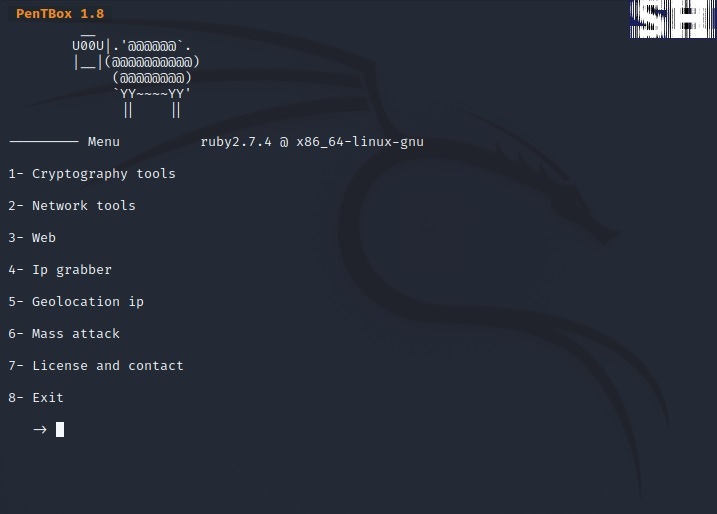 PenTBox 1.8
__
U00U|.'@@@@@@`.
|__|(@@@@@@@@@@)
(@@@@@@@@)
`YY~~~~YY'
||    ||
--------- Menu          ruby2.7.4 @ x86_64-linux-gnu
1- Cryptography tools
2- Network tools
3- Web
4- Ip grabber
5- Geolocation ip
6- Mass attack
7- License and contact
8- Exit
->